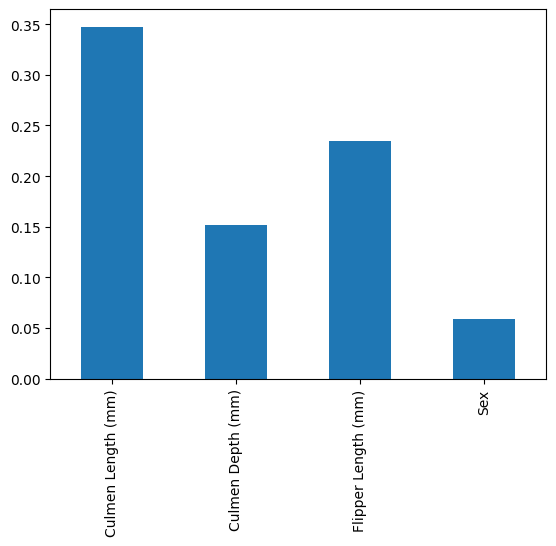 0.35
0.30
0.25
0.20
0.15
0.10
0.05
0.00
Culmen Length (mm)
Culmen Depth (mm)
Flipper Length (mm)
Sex